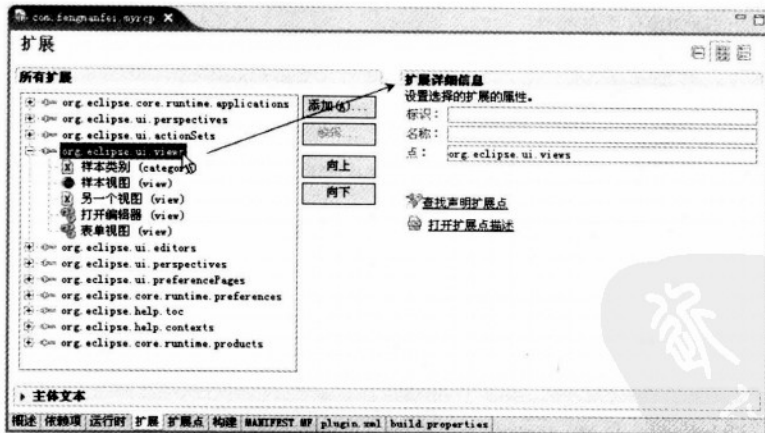 com.fengmanfei.myrcp
扩展
所有扩展
org.eclipse.core.runtime.applications
org.eclipse.ui.perspectives
org.eclipse.ui.actionSets
org.eclipse.ui.views
样本类别 (category)
样本视图 (view)
另一个视图 (view)
打开编辑器 (view)
表单视图 (view)
org.eclipse.ui.editors
org.eclipse.ui.perspectives
org.eclipse.ui.preferencePages
org.eclipse.core.runtime.preferences
org.eclipse.help.toc
org.eclipse.help.contexts
org.eclipse.core.runtime.products
添加(A)...
向上
向下
扩展详细信息
设置选择的扩展的属性。
标识:
名称:
点: org.eclipse.ui.views
查找声明扩展点
打开扩展点描述
主体文本
概述 依赖项 运行时 扩展 扩展点 构建 MANIFEST.MF plugin.xml build.properties